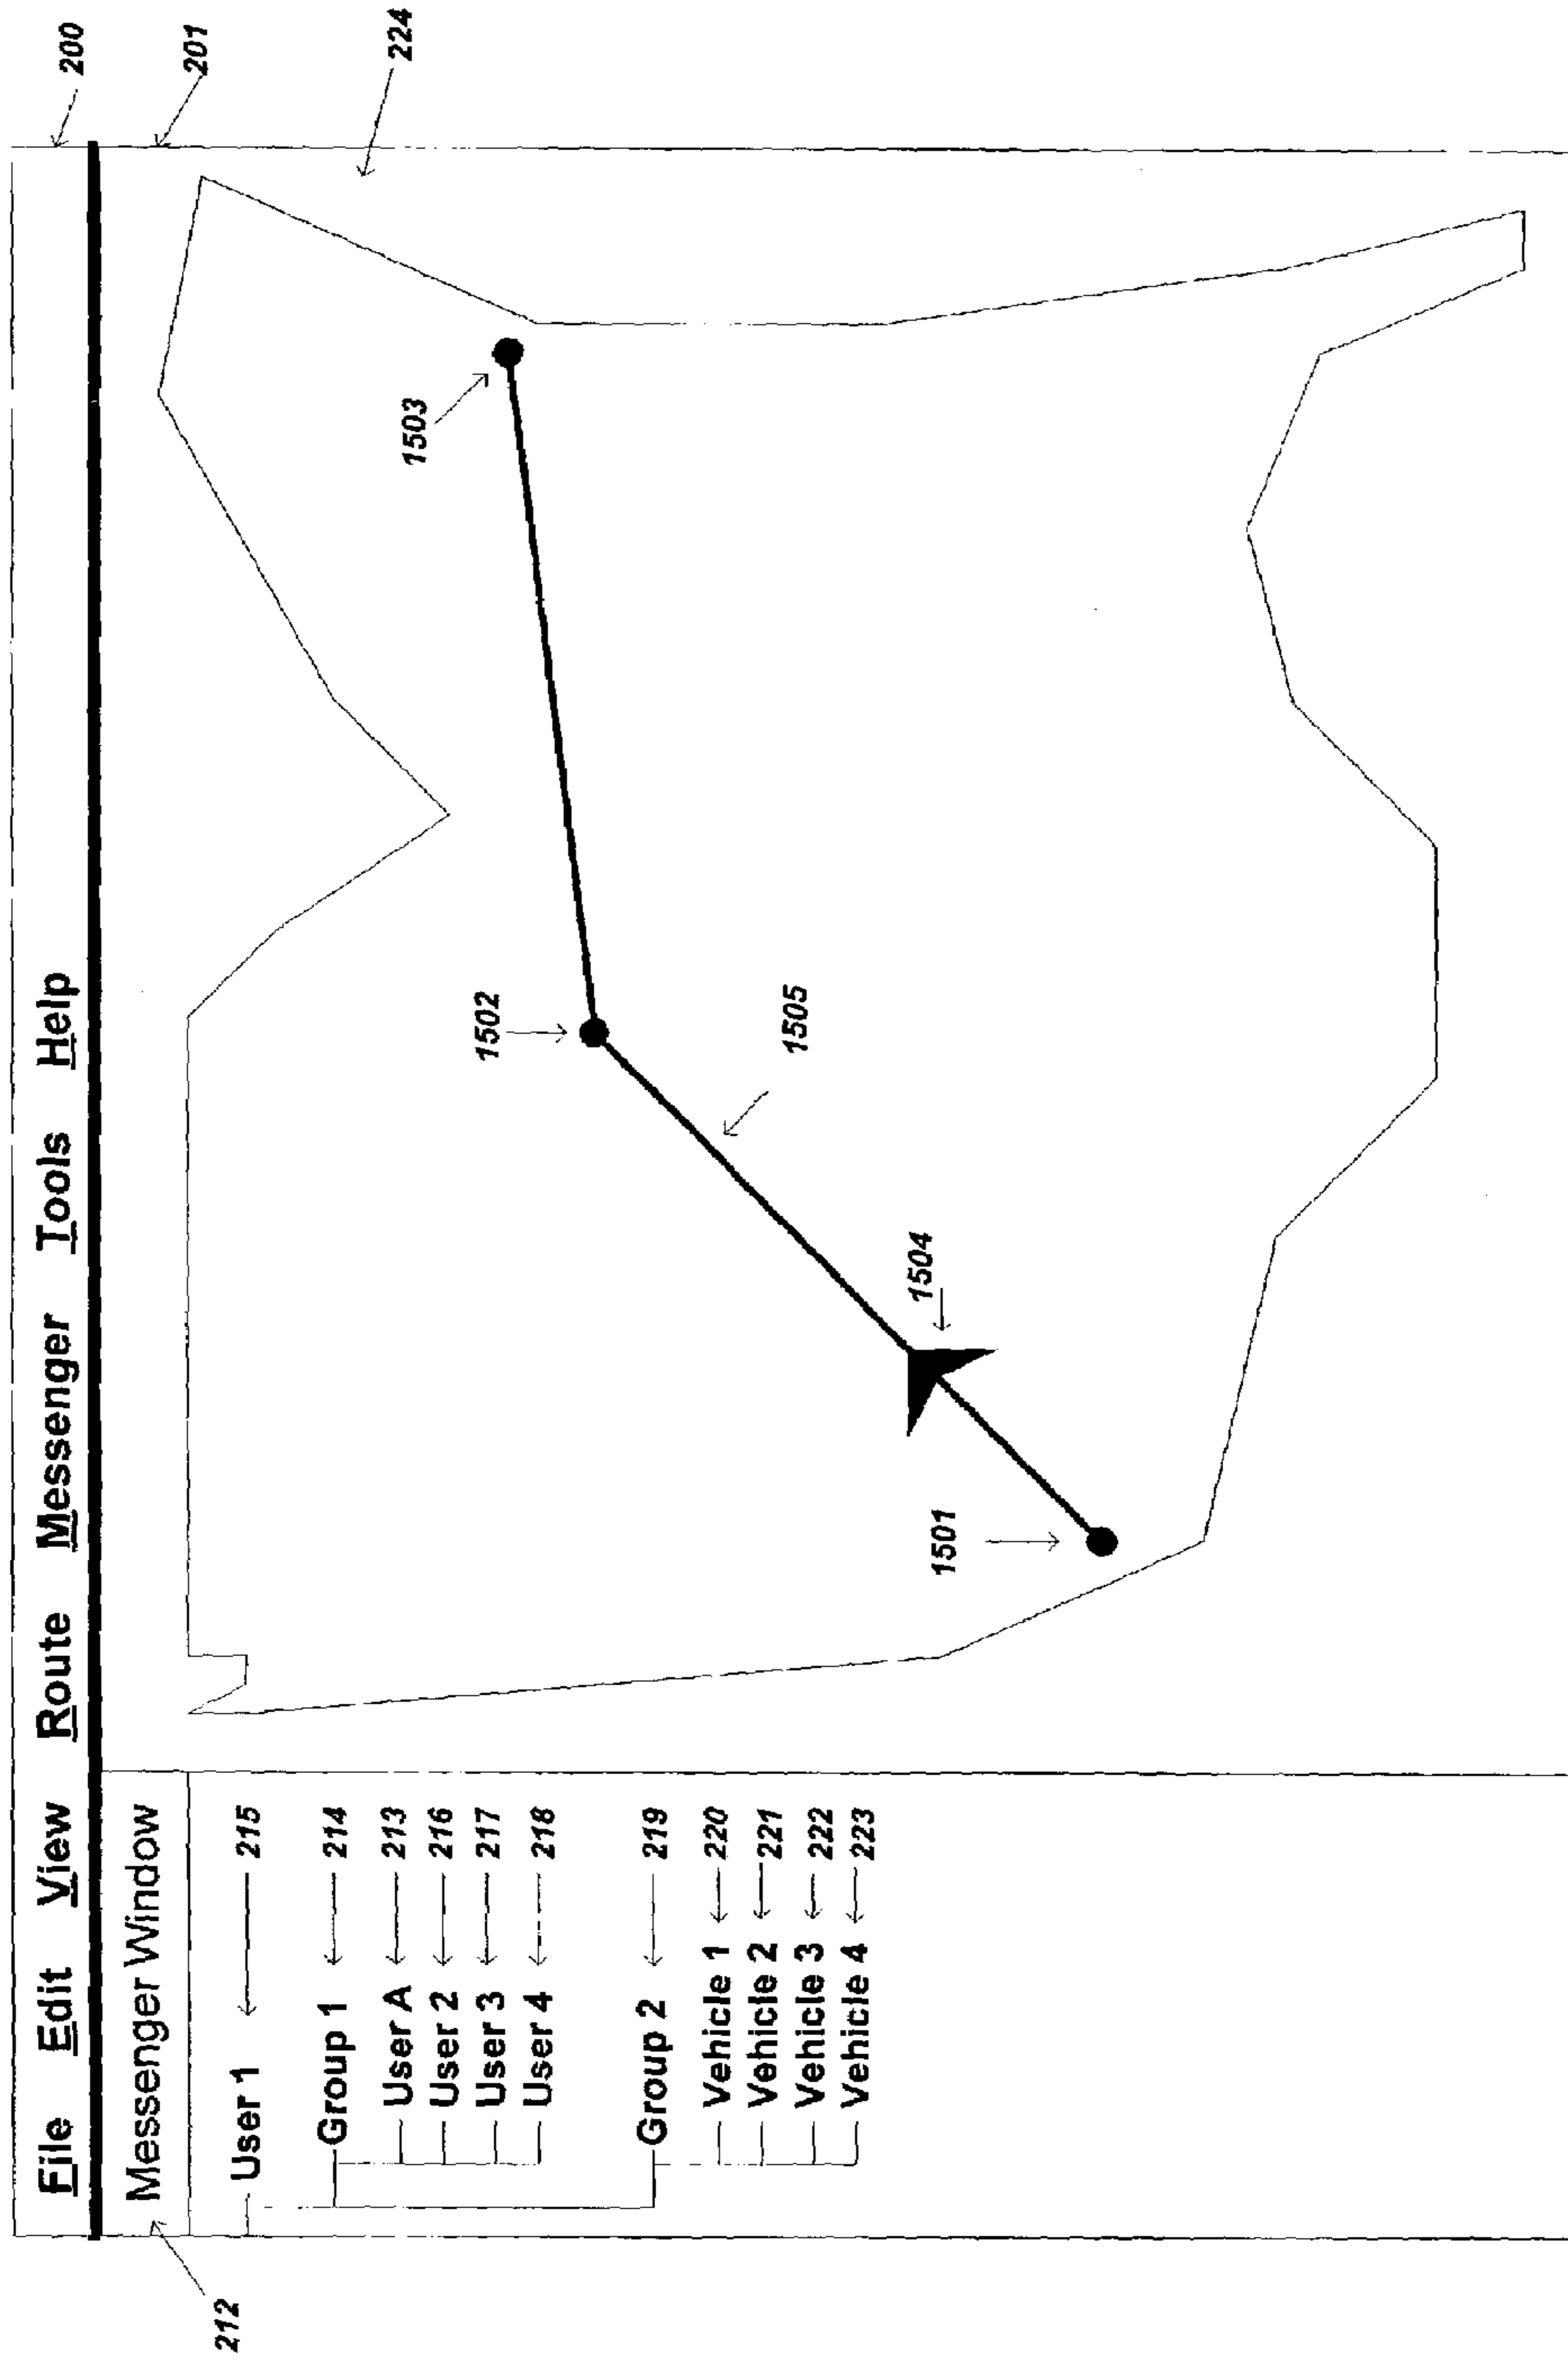 File Edit View Route Messenger Tools Help
200
Messenger Window
201
212
User 1
215
224
Group 1
214
User A
213
1503
User 2
216
User 3
217
1502
User 4
218
Group 2
219
Vehicle 1
220
Vehicle 2
221
1505
Vehicle 3
222
Vehicle 4
223
1504
1501